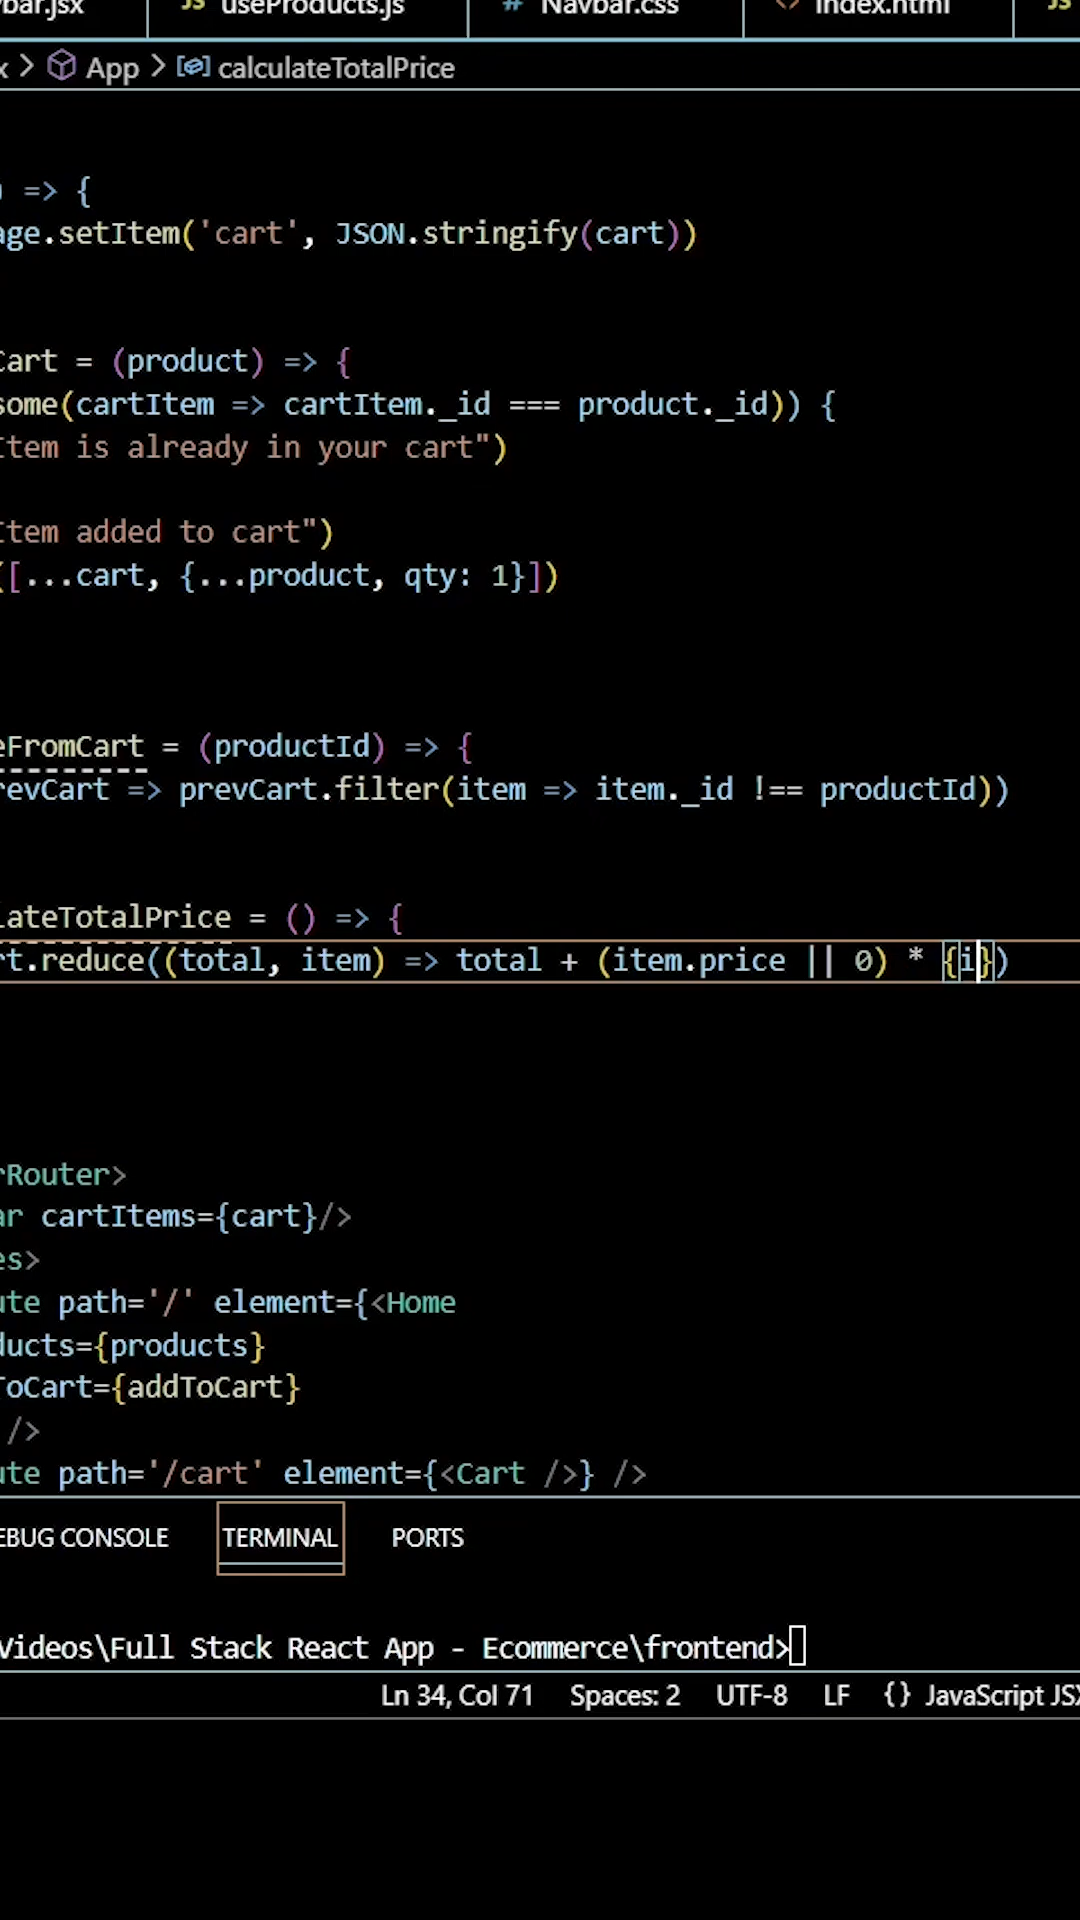 bar.jsx JS useProducts.js # Navbar.css <> index.html JS
x > App > calculateTotalPrice
) => {
age.setItem('cart', JSON.stringify(cart))
Cart = (product) => {
some(cartItem => cartItem._id === product._id)) {
Item is already in your cart")
Item added to cart")
([...cart, {...product, qty: 1}])
eFromCart = (productId) => {
revCart => prevCart.filter(item => item._id !== productId))
lateTotalPrice = () => {
rt.reduce((total, item) => total + (item.price || 0) * {i})
rRouter>
ar cartItems={cart}/>
es>
ute path='/' element={<Home
ducts={products}
ToCart={addToCart}
/>
ute path='/cart' element={<Cart />} />
EBUG CONSOLE TERMINAL PORTS
Videos\Full Stack React App - Ecommerce\frontend>
Ln 34, Col 71 Spaces: 2 UTF-8 LF {} JavaScript JSX